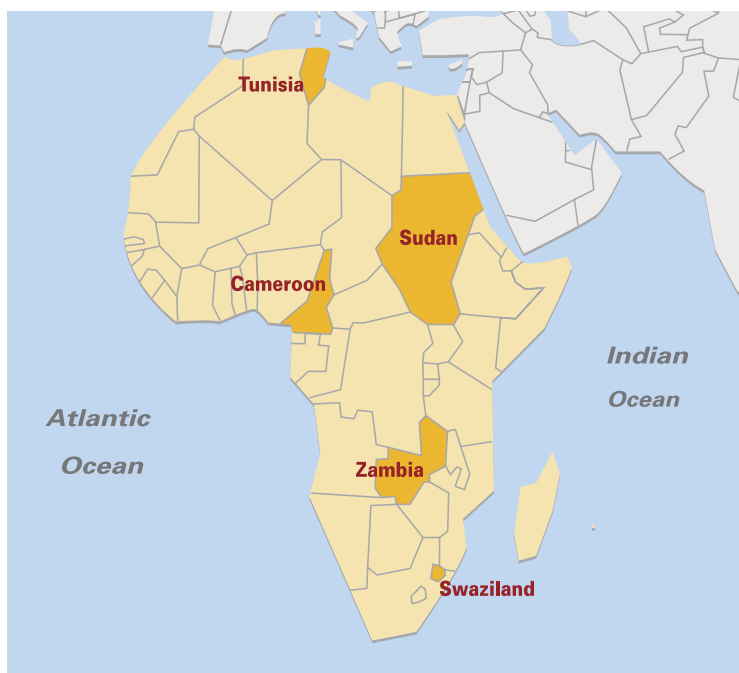 Tunisia
Sudan
Cameroon
Indian
Ocean
Atlantic
Ocean
Zambia
Swaziland